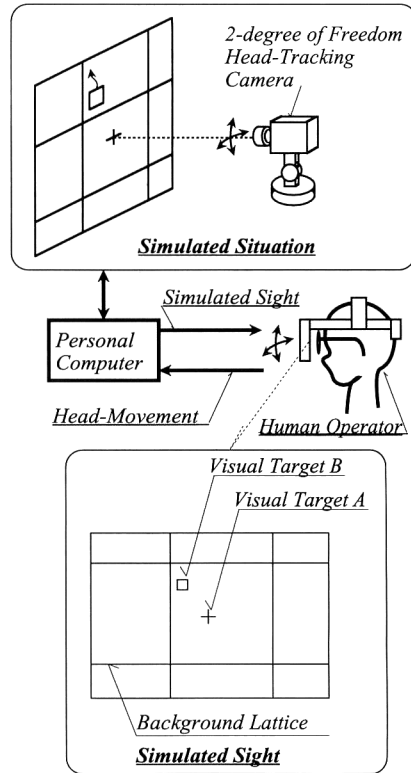 2-degree of Freedom
Head-Tracking
Camera
Simulated Situation
Simulated Sight
Personal
Computer
Head-Movement
Human Operator
Visual Target B
Visual Target A
Background Lattice
Simulated Sight